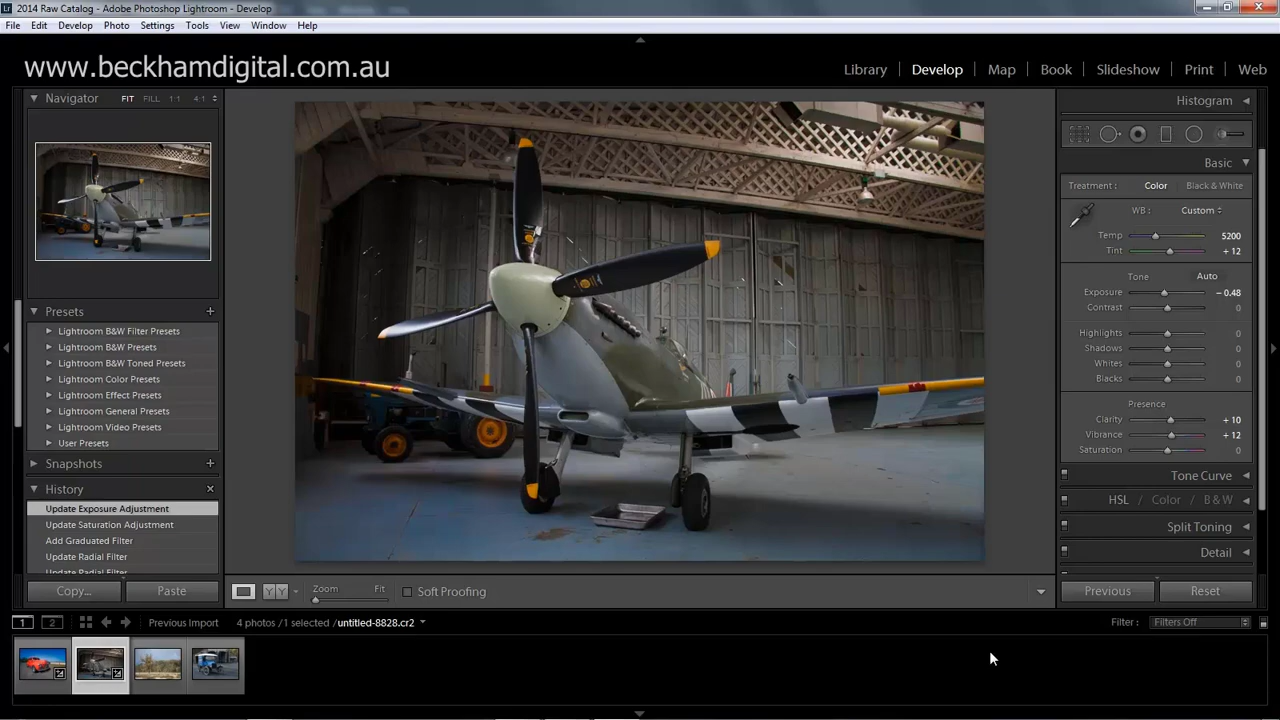 2014 Raw Catalog - Adobe Photoshop Lightroom - Develop
File Edit Develop Photo Settings Tools View Window Help
www.beckhamdigital.com.au
Library Develop Map Book Slideshow Print Web
Navigator FIT FILL 1:1 4:1
Presets
Lightroom B&W Filter Presets
Lightroom B&W Presets
Lightroom B&W Toned Presets
Lightroom Color Presets
Lightroom Effect Presets
Lightroom General Presets
Lightroom Video Presets
User Presets
Snapshots
History
Update Exposure Adjustment
Update Saturation Adjustment
Add Graduated Filter
Update Radial Filter
Update Radial Filter
Copy... Paste
Zoom Fit Soft Proofing
Histogram
Basic
Treatment : Color Black & White
WB : Custom
Temp 5200
Tint + 12
Tone Auto
Exposure − 0.48
Contrast 0
Highlights 0
Shadows 0
Whites 0
Blacks 0
Presence
Clarity + 10
Vibrance + 12
Saturation 0
Tone Curve
HSL / Color / B & W
Split Toning
Detail
Previous Reset
1 2 Previous Import 4 photos /1 selected /untitled-8828.cr2 Filter : Filters Off